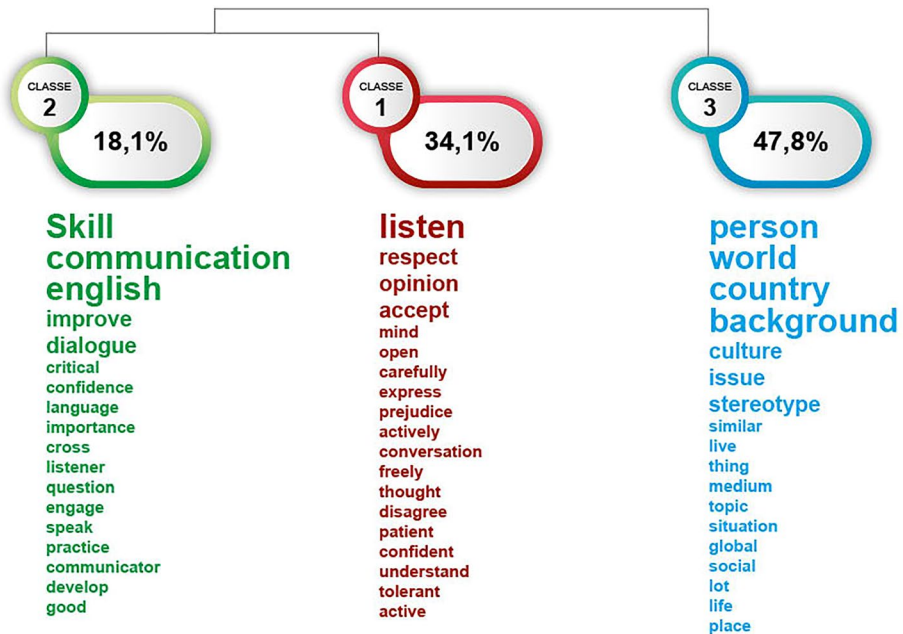 CLASSE
2
18,1%
Skill
communication
english
improve
dialogue
critical
confidence
language
importance
cross
listener
question
engage
speak
practice
communicator
develop
good
CLASSE
1
34,1%
listen
respect
opinion
accept
mind
open
carefully
express
prejudice
actively
conversation
freely
thought
disagree
patient
confident
understand
tolerant
active
CLASSE
3
47,8%
person
world
country
background
culture
issue
stereotype
similar
live
thing
medium
topic
situation
global
social
lot
life
place